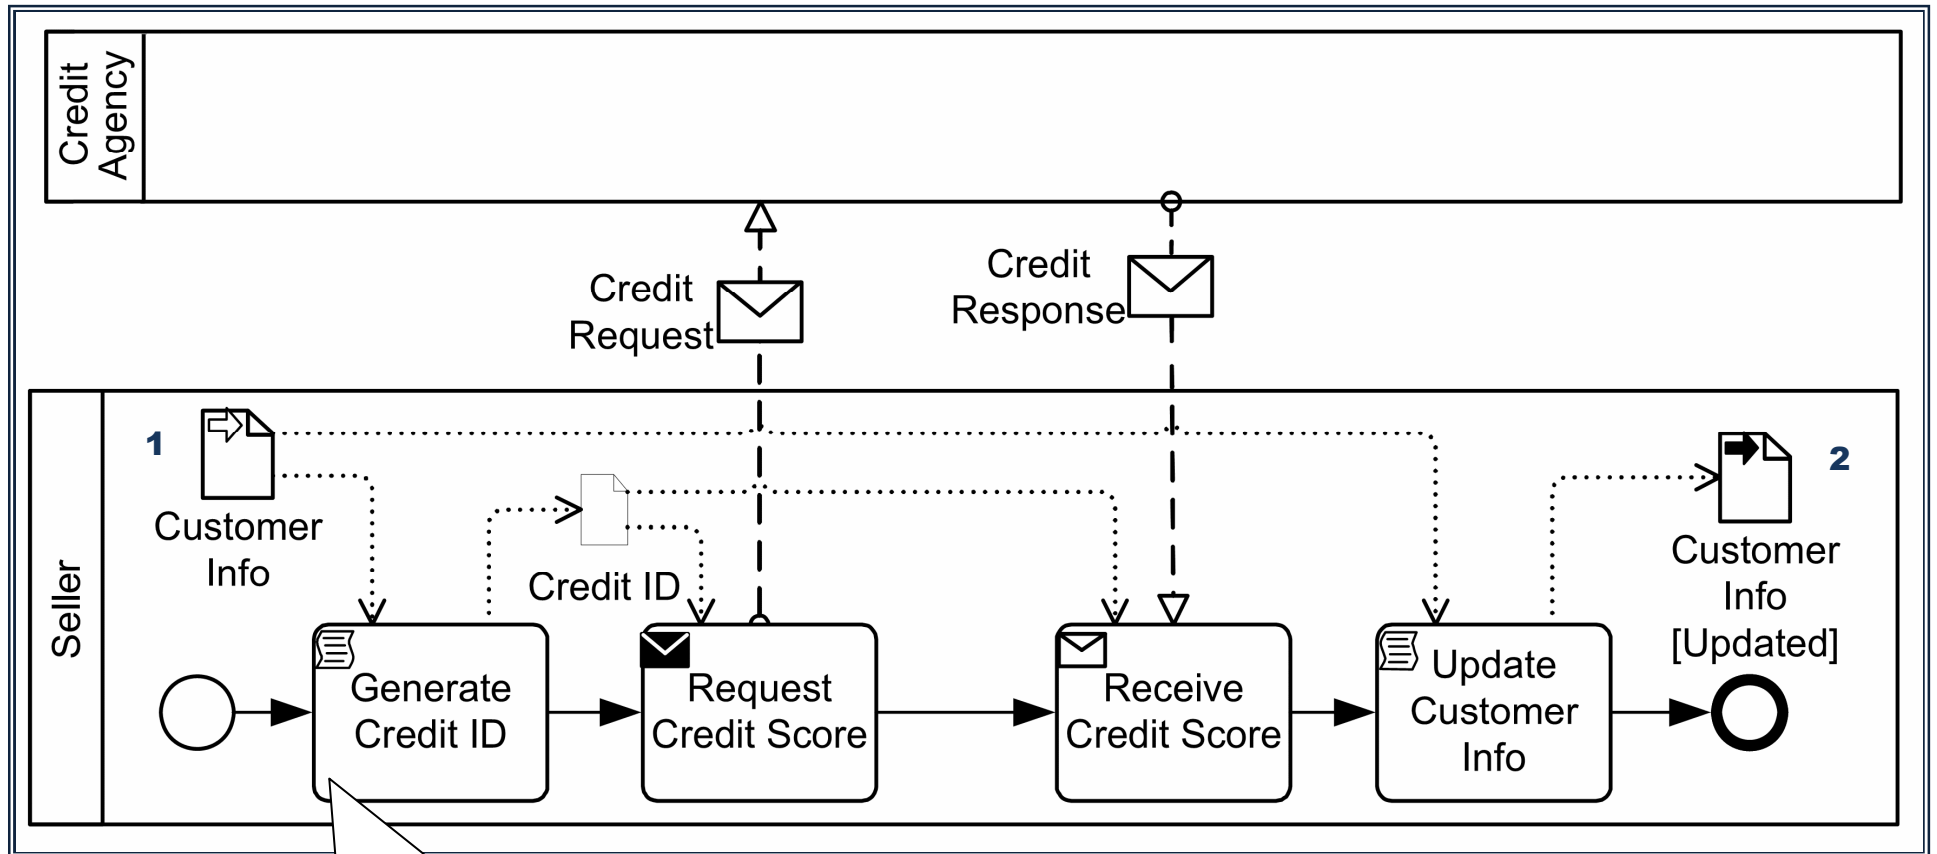 Credit
Agency
Credit
Request
Credit
Response
Seller
1
Customer
Info
Credit ID
2
Customer
Info
[Updated]
Generate
Credit ID
Request
Credit Score
Receive
Credit Score
Update
Customer
Info